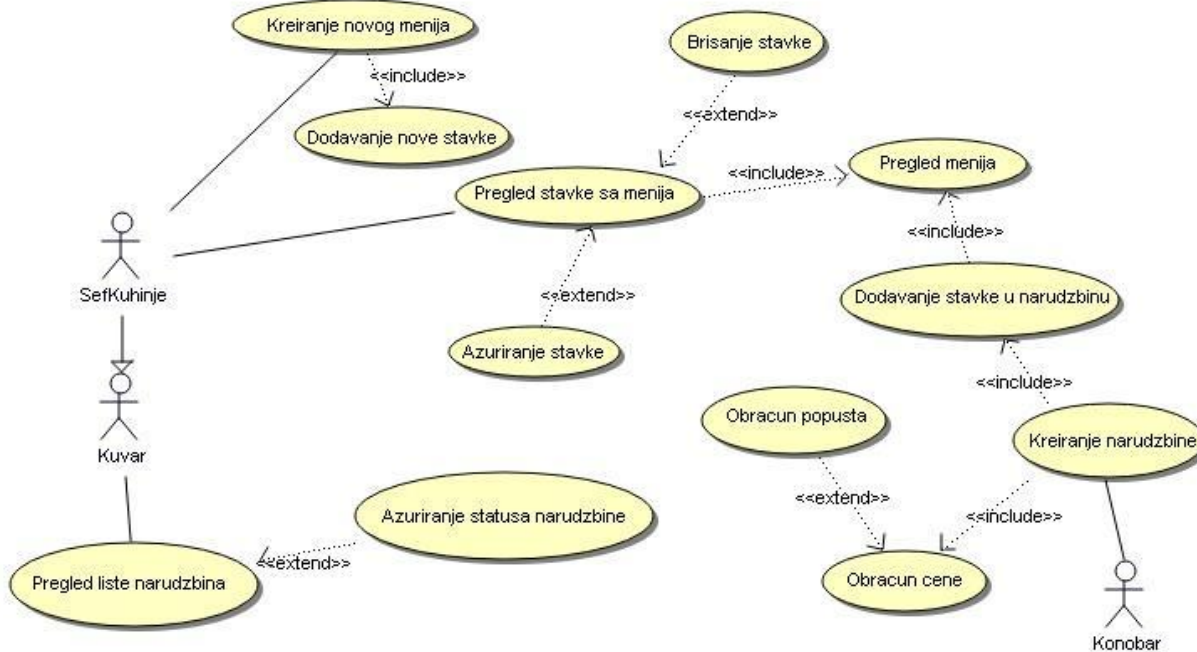 Kreiranje novog menija
Brisanje stavke
<<include>>
<<extend>>
Dodavanje nove stavke
Pregled menija
<<include>>
Pregled stavke sa menija
<<include>>
SefKuhinje
<<extend>>
Dodavanje stavke u narudzbinu
Azuriranje stavke
<<include>>
Obracun popusta
Kreiranje narudzbine
Kuvar
<<extend>>
<<include>>
Azuriranje statusa narudzbine
<<extend>>
Pregled liste narudzbina
Obracun cene
Konobar